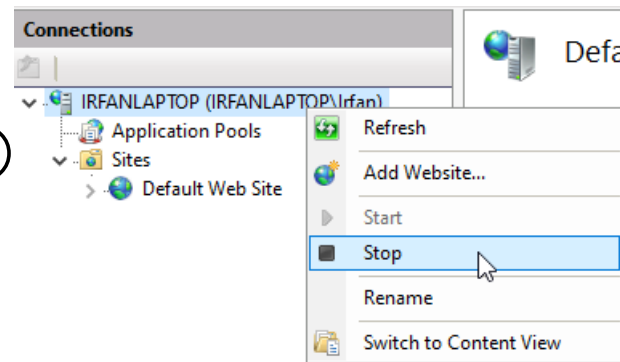 Connections
Defa
IRFANLAPTOP (IRFANLAPTOP\Irfan)
Application Pools
Sites
Default Web Site
Refresh
Add Website...
Start
Stop
Rename
Switch to Content View